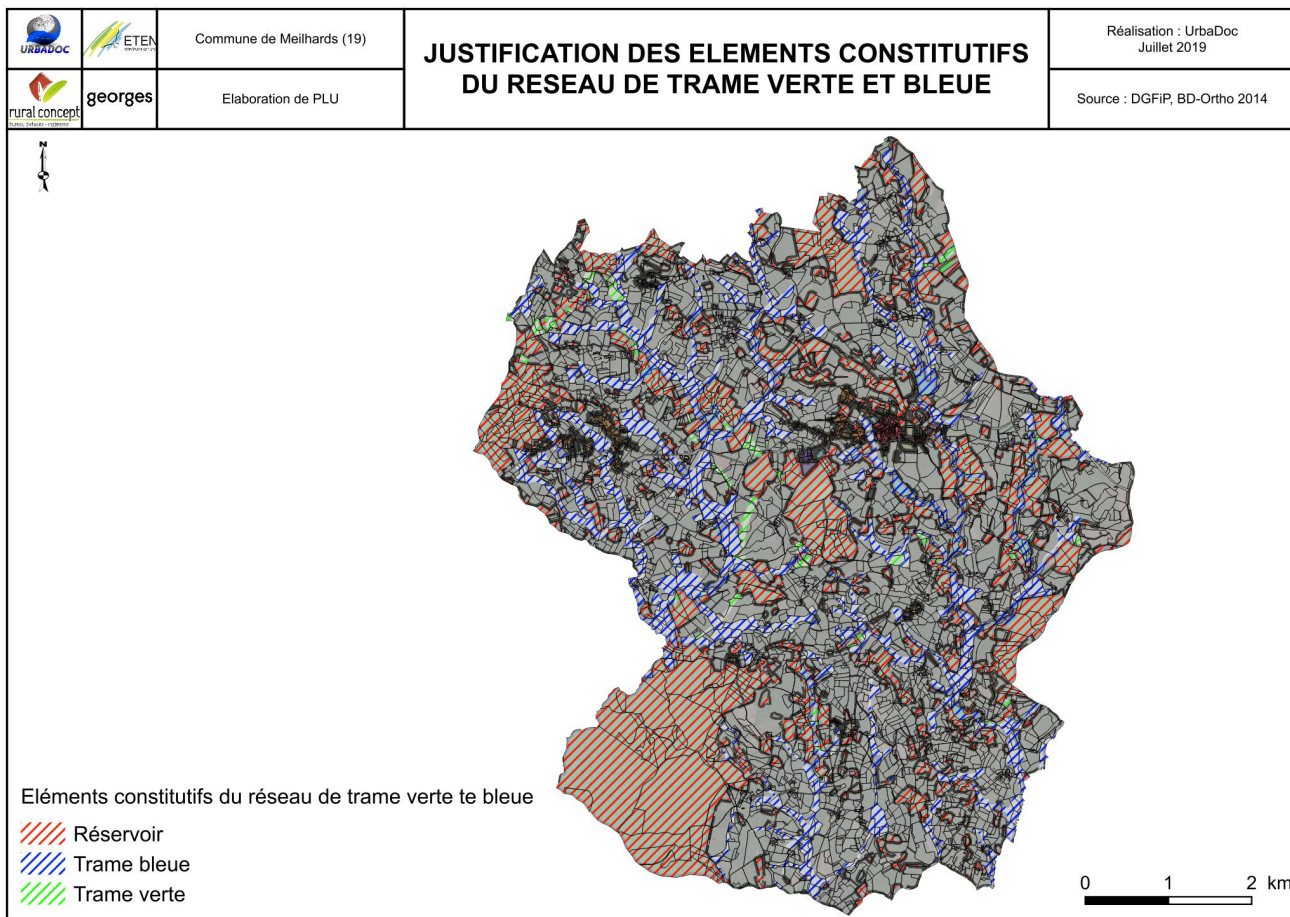 URBADOC
ETEN
environnement
Commune de Meilhards (19)
JUSTIFICATION DES ELEMENTS CONSTITUTIFS
DU RESEAU DE TRAME VERTE ET BLEUE
Réalisation : UrbaDoc
Juillet 2019
rural concept
georges
Elaboration de PLU
Source : DGFiP, BD-Ortho 2014
N
Eléments constitutifs du réseau de trame verte te bleue
Réservoir
Trame bleue
Trame verte
0 1 2 km